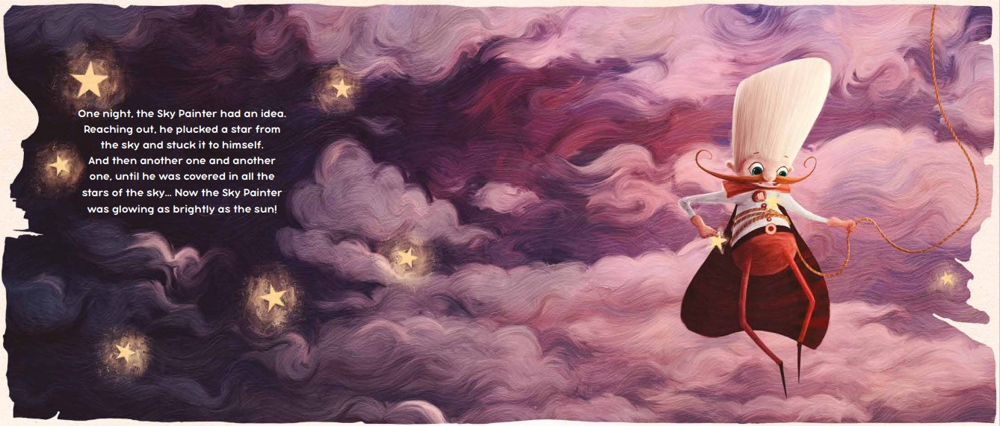 One night, the Sky Painter had an idea.
Reaching out, he plucked a star from
the sky and stuck it to himself.
And then another one and another
one, until he was covered in all the
stars of the sky... Now the Sky Painter
was glowing as brightly as the sun!